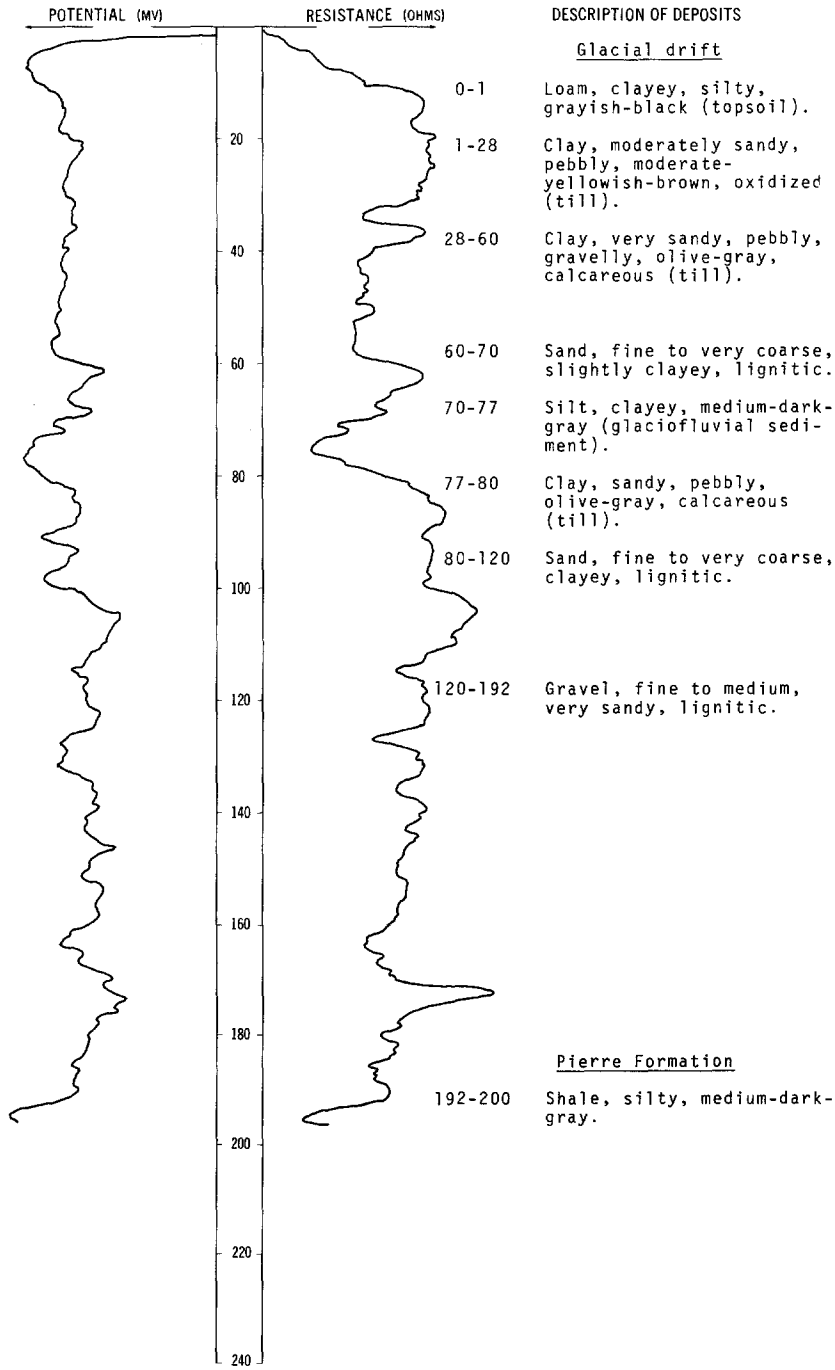 POTENTIAL (MV)
RESISTANCE (OHMS)
DESCRIPTION OF DEPOSITS
Glacial drift
0-1 Loam, clayey, silty,
grayish-black (topsoil).
1-28 Clay, moderately sandy,
pebbly, moderate-
yellowish-brown, oxidized
(till).
28-60 Clay, very sandy, pebbly,
gravelly, olive-gray,
calcareous (till).
60-70 Sand, fine to very coarse,
slightly clayey, lignitic.
70-77 Silt, clayey, medium-dark-
gray (glaciofluvial sedi-
ment).
77-80 Clay, sandy, pebbly,
olive-gray, calcareous
(till).
80-120 Sand, fine to very coarse,
clayey, lignitic.
120-192 Gravel, fine to medium,
very sandy, lignitic.
Pierre Formation
192-200 Shale, silty, medium-dark-
gray.
20
40
60
80
100
120
140
160
180
200
220
240